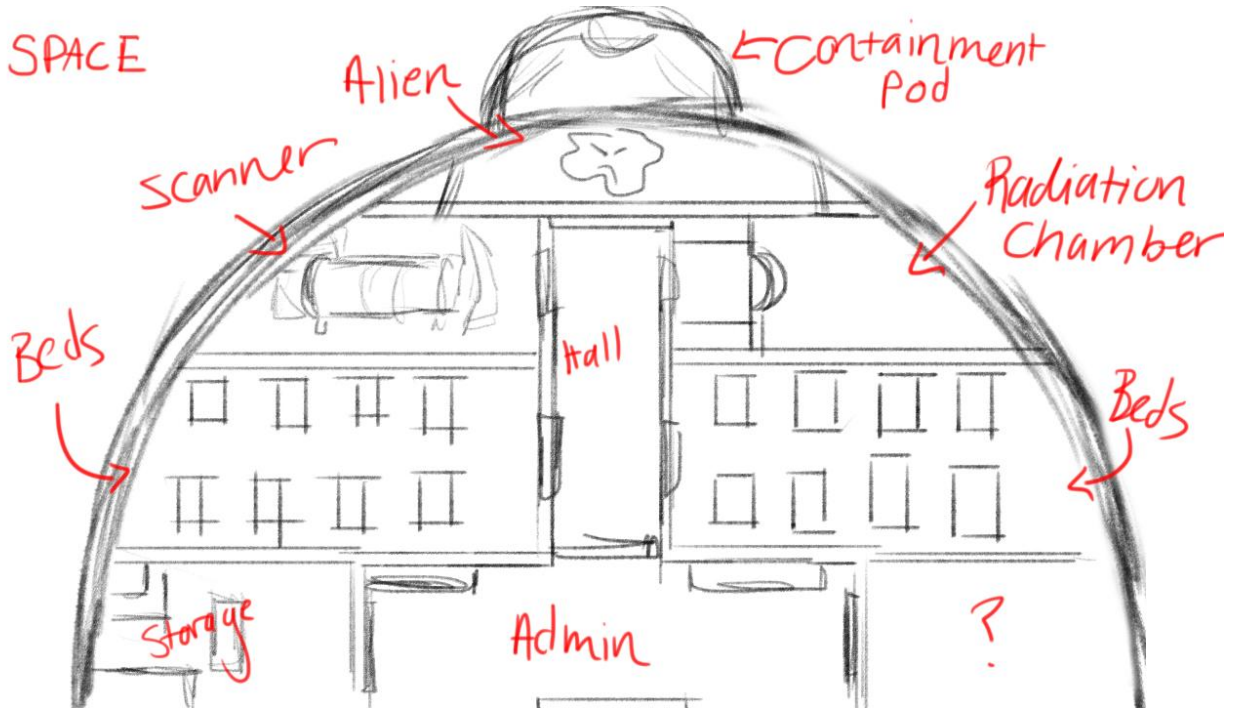 SPACE
Alien
Containment
Pod
Scanner
Radiation
Chamber
Beds
Hall
Beds
Storage
Admin
?